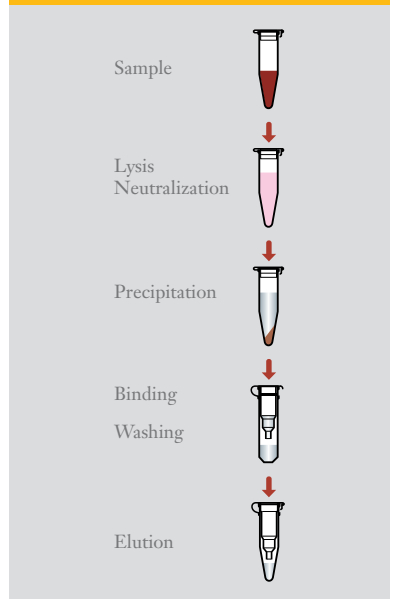 Sample
Lysis
Neutralization
Precipitation
Binding
Washing
Elution